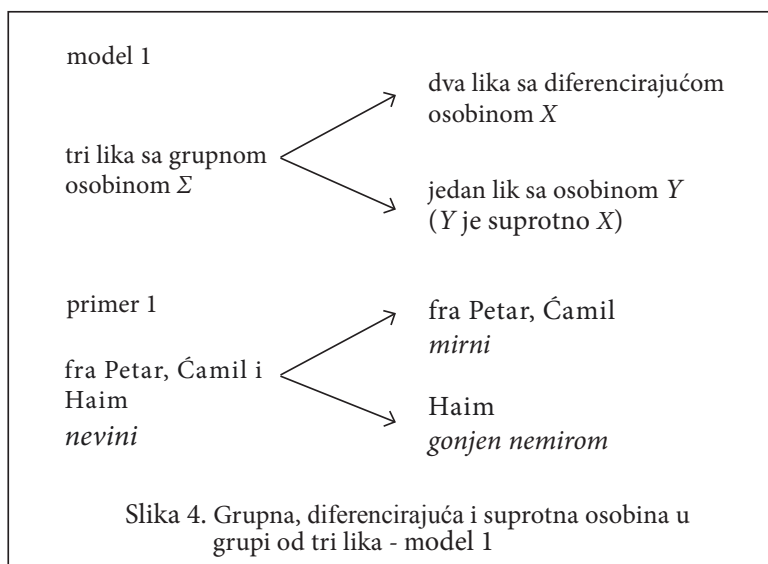 model 1
tri lika sa grupnom
osobinom Σ
dva lika sa diferencirajućom
osobinom X
jedan lik sa osobinom Y
(Y je suprotno X)
primer 1
fra Petar, Ćamil i
Haim
nevini
fra Petar, Ćamil
mirni
Haim
gonjen nemirom
Slika 4. Grupna, diferencirajuća i suprotna osobina u
grupi od tri lika - model 1